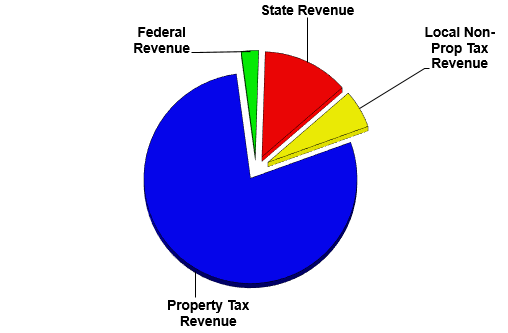 State Revenue
Federal
Revenue
Local Non-
Prop Tax
Revenue
Property Tax
Revenue